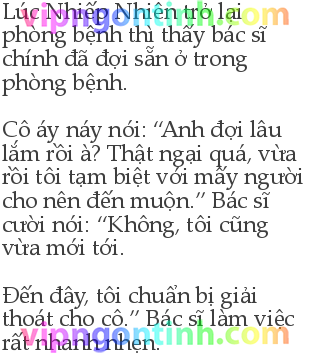 Lúc Nhiếp Nhiên trở lại
vipngontinh.com
phòng bệnh thì thấy bác sĩ
chính đã đợi sẵn ở trong
phòng bệnh.
Cô áy náy nói: “Anh đợi lâu
lắm rồi à? Thật ngại quá, vừa
rồi tôi tạm biệt với mấy người
cho nên đến muộn.” Bác sĩ
cười nói: “Không, tôi cũng
vừa mới tới.
Đến đây, tôi chuẩn bị giải
thoát cho cô.” Bác sĩ làm việc
vipngontinh.com
rất nhanh nhẹn.